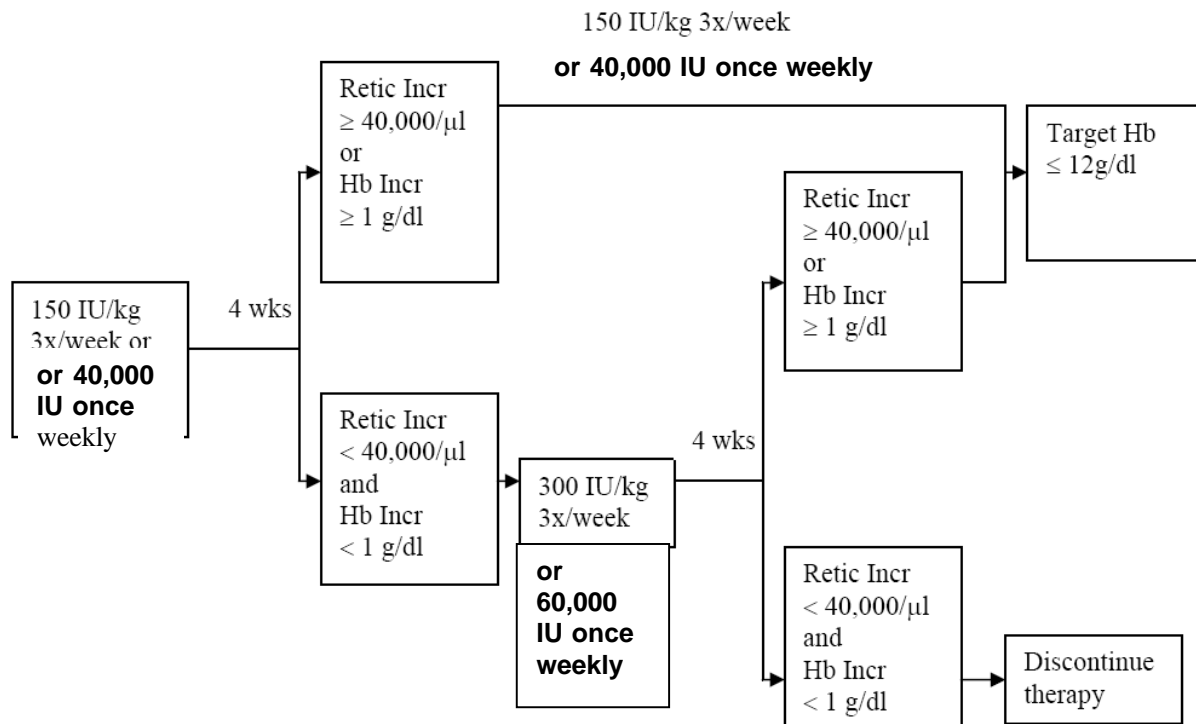 150 IU/kg 3x/week
or 40,000 IU once weekly
Retic Incr
≥ 40,000/μl
or
Hb Incr
≥ 1 g/dl
Target Hb
≤ 12g/dl
Retic Incr
≥ 40,000/μl
or
Hb Incr
≥ 1 g/dl
150 IU/kg
3x/week or
or 40,000
IU once
weekly
4 wks
Retic Incr
< 40,000/μl
and
Hb Incr
< 1 g/dl
300 IU/kg
3x/week
or
60,000
IU once
weekly
4 wks
Retic Incr
< 40,000/μl
and
Hb Incr
< 1 g/dl
Discontinue
therapy